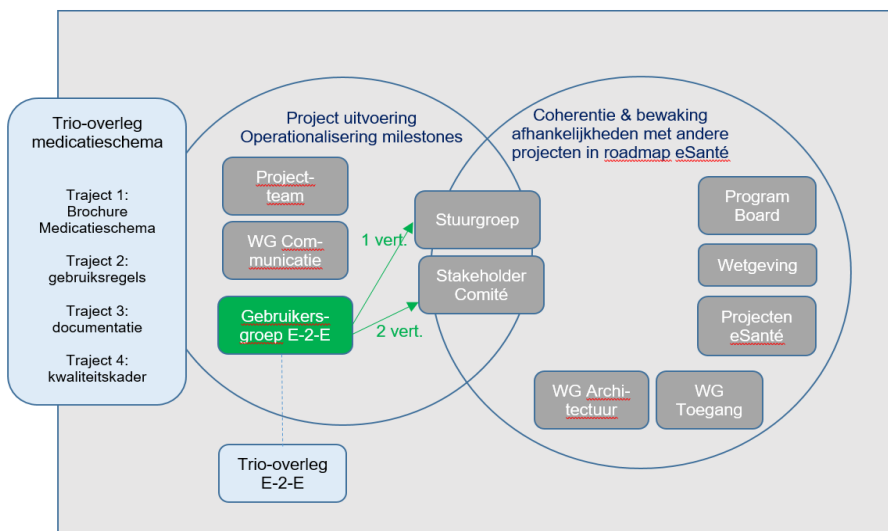 Trio-overleg
medicatieschema
Traject 1:
Brochure
Medicatieschema
Traject 2:
gebruiksregels
Traject 3:
documentatie
Traject 4:
kwaliteitskader
Project uitvoering
Operationalisering milestones
Project-
team
WG Com-
municatie
Gebruikers-
groep E-2-E
1 vert.
2 vert.
Trio-overleg
E-2-E
Stuurgroep
Stakeholder
Comité
Coherentie & bewaking
afhankelijkheden met andere
projecten in roadmap eSanté
Program
Board
Wetgeving
Projecten
eSanté
WG Archi-
tectuur
WG
Toegang